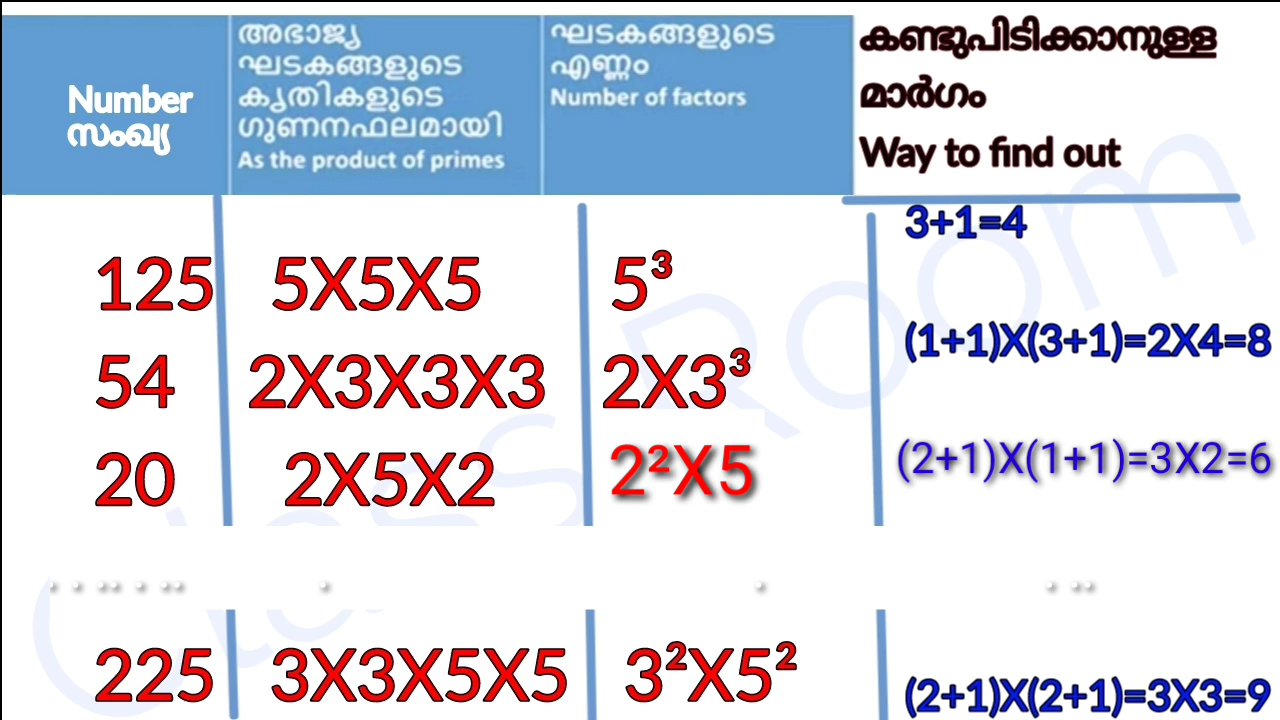 Number
സംഖ്യ
അഭാജ്യ
ഘടകങ്ങളുടെ
കൃതികളുടെ
ഗുണനഫലമായി
As the product of primes
ഘടകങ്ങളുടെ
എണ്ണം
Number of factors
കണ്ടുപിടിക്കാനുള്ള
മാർഗം
Way to find out
3+1=4
125 5X5X5 5³
(1+1)X(3+1)=2X4=8
54 2X3X3X3 2X3³
20 2X5X2 2²X5 (2+1)X(1+1)=3X2=6
225 3X3X5X5 3²X5² (2+1)X(2+1)=3X3=9
Class Room